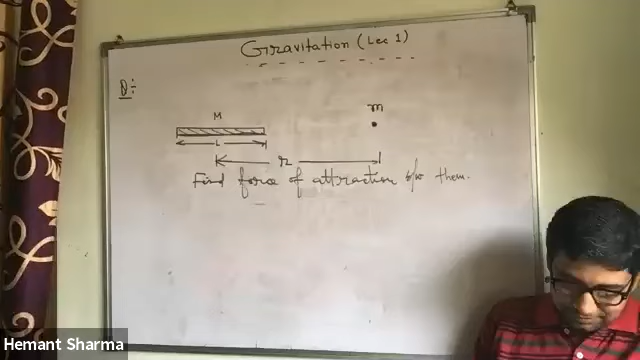 Gravitation (Lec 1)
Q:-
M
m
L
r
Find force of attraction b/w them.
Hemant Sharma